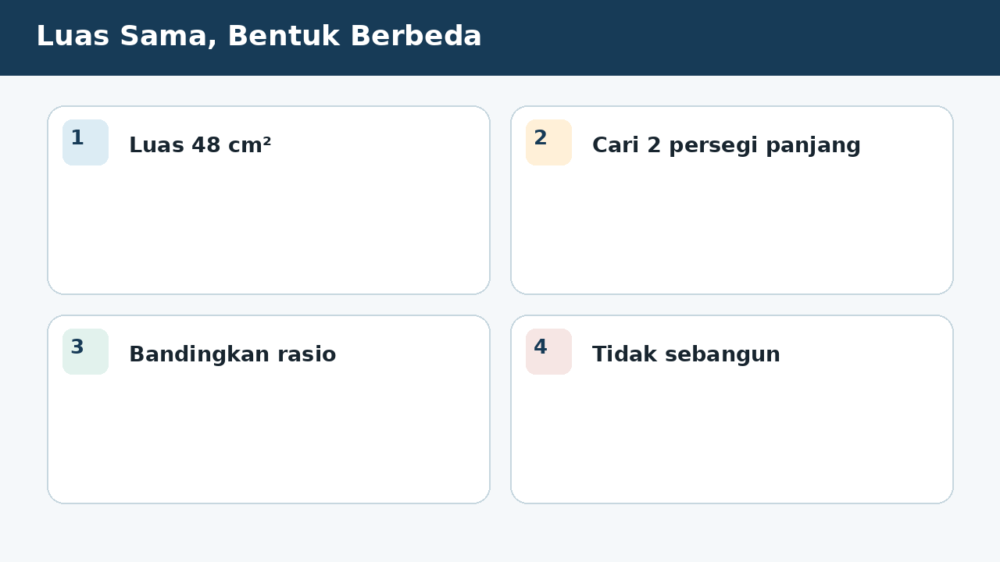 Luas Sama, Bentuk Berbeda
1
Luas 48 cm²
2
Cari 2 persegi panjang
3
Bandingkan rasio
4
Tidak sebangun